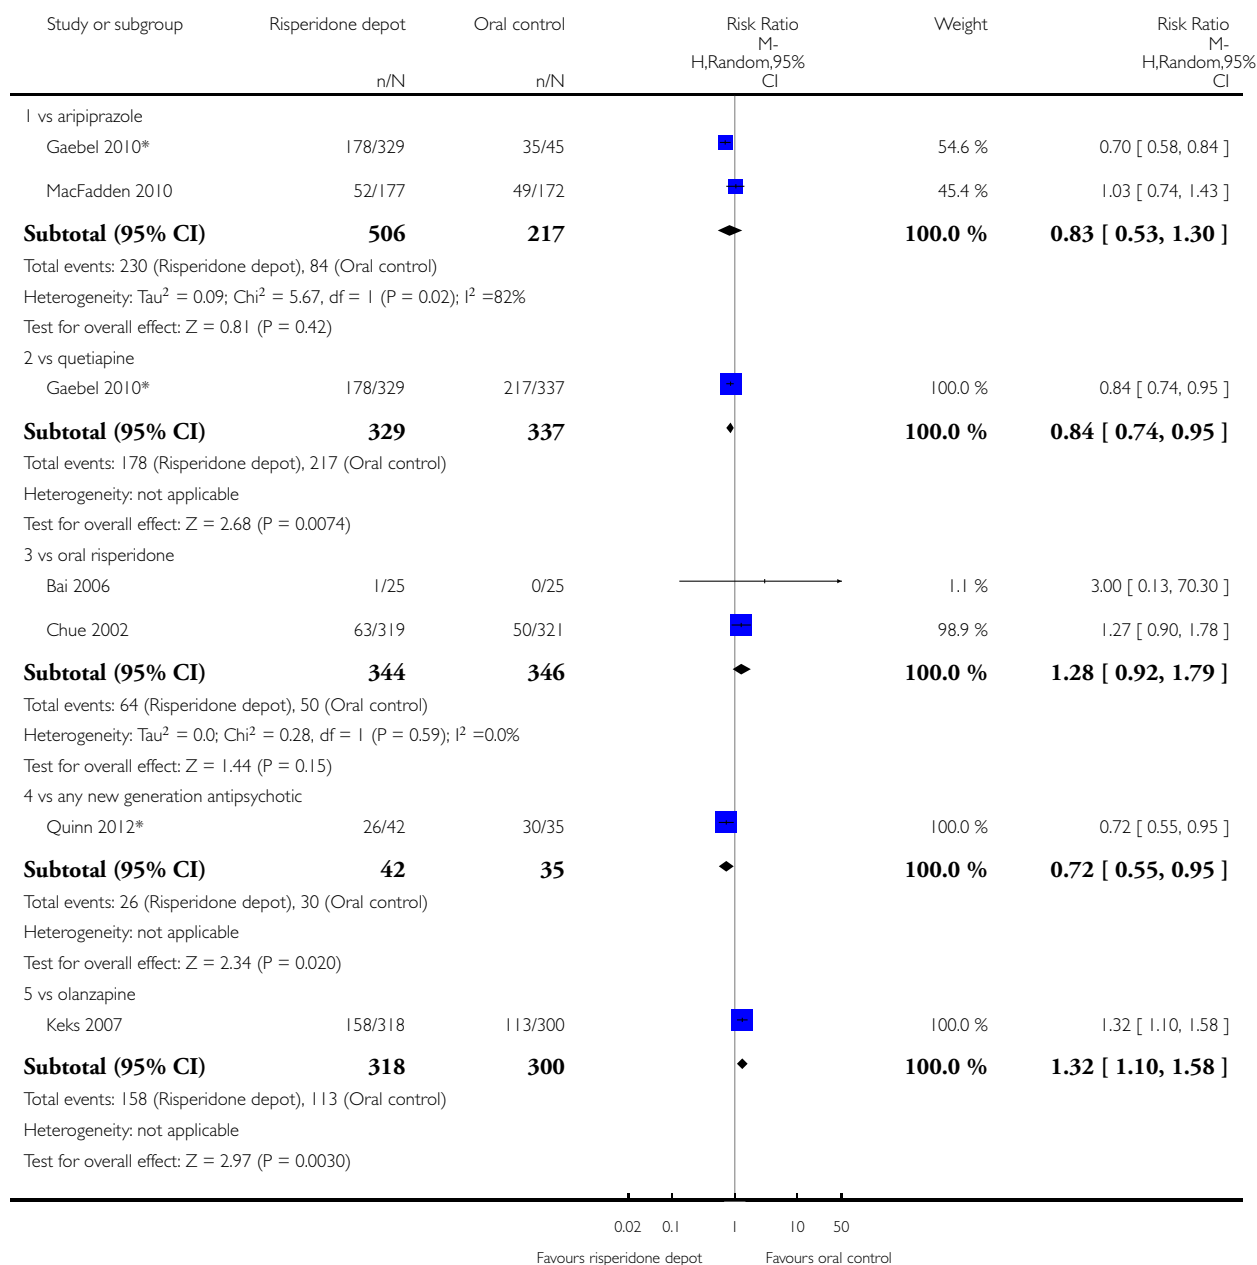 Study or subgroup Risperidone depot Oral control Risk Ratio Weight Risk Ratio
M- M-
H,Random,95% H,Random,95%
n/N n/N CI CI
1 vs aripiprazole
Gaebel 2010* 178/329 35/45 54.6 % 0.70 [ 0.58, 0.84 ]
MacFadden 2010 52/177 49/172 45.4 % 1.03 [ 0.74, 1.43 ]
Subtotal (95% CI) 506 217 100.0 % 0.83 [ 0.53, 1.30 ]
Total events: 230 (Risperidone depot), 84 (Oral control)
Heterogeneity: Tau² = 0.09; Chi² = 5.67, df = 1 (P = 0.02); I² =82%
Test for overall effect: Z = 0.81 (P = 0.42)
2 vs quetiapine
Gaebel 2010* 178/329 217/337 100.0 % 0.84 [ 0.74, 0.95 ]
Subtotal (95% CI) 329 337 100.0 % 0.84 [ 0.74, 0.95 ]
Total events: 178 (Risperidone depot), 217 (Oral control)
Heterogeneity: not applicable
Test for overall effect: Z = 2.68 (P = 0.0074)
3 vs oral risperidone
Bai 2006 1/25 0/25 1.1 % 3.00 [ 0.13, 70.30 ]
Chue 2002 63/319 50/321 98.9 % 1.27 [ 0.90, 1.78 ]
Subtotal (95% CI) 344 346 100.0 % 1.28 [ 0.92, 1.79 ]
Total events: 64 (Risperidone depot), 50 (Oral control)
Heterogeneity: Tau² = 0.0; Chi² = 0.28, df = 1 (P = 0.59); I² =0.0%
Test for overall effect: Z = 1.44 (P = 0.15)
4 vs any new generation antipsychotic
Quinn 2012* 26/42 30/35 100.0 % 0.72 [ 0.55, 0.95 ]
Subtotal (95% CI) 42 35 100.0 % 0.72 [ 0.55, 0.95 ]
Total events: 26 (Risperidone depot), 30 (Oral control)
Heterogeneity: not applicable
Test for overall effect: Z = 2.34 (P = 0.020)
5 vs olanzapine
Keks 2007 158/318 113/300 100.0 % 1.32 [ 1.10, 1.58 ]
Subtotal (95% CI) 318 300 100.0 % 1.32 [ 1.10, 1.58 ]
Total events: 158 (Risperidone depot), 113 (Oral control)
Heterogeneity: not applicable
Test for overall effect: Z = 2.97 (P = 0.0030)
0.02 0.1 1 10 50
Favours risperidone depot Favours oral control